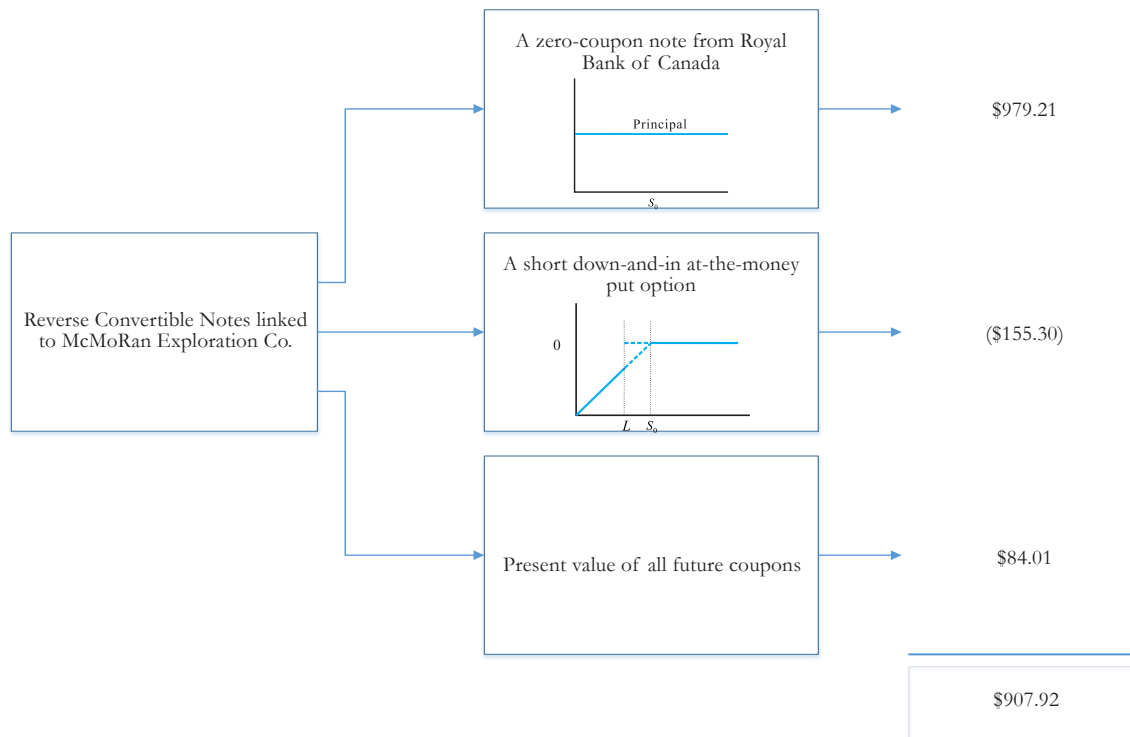 A zero-coupon note from Royal
Bank of Canada
Principal
S₀
$979.21
Reverse Convertible Notes linked
to McMoRan Exploration Co.
A short down-and-in at-the-money
put option
0
L S₀
($155.30)
Present value of all future coupons
$84.01
$907.92